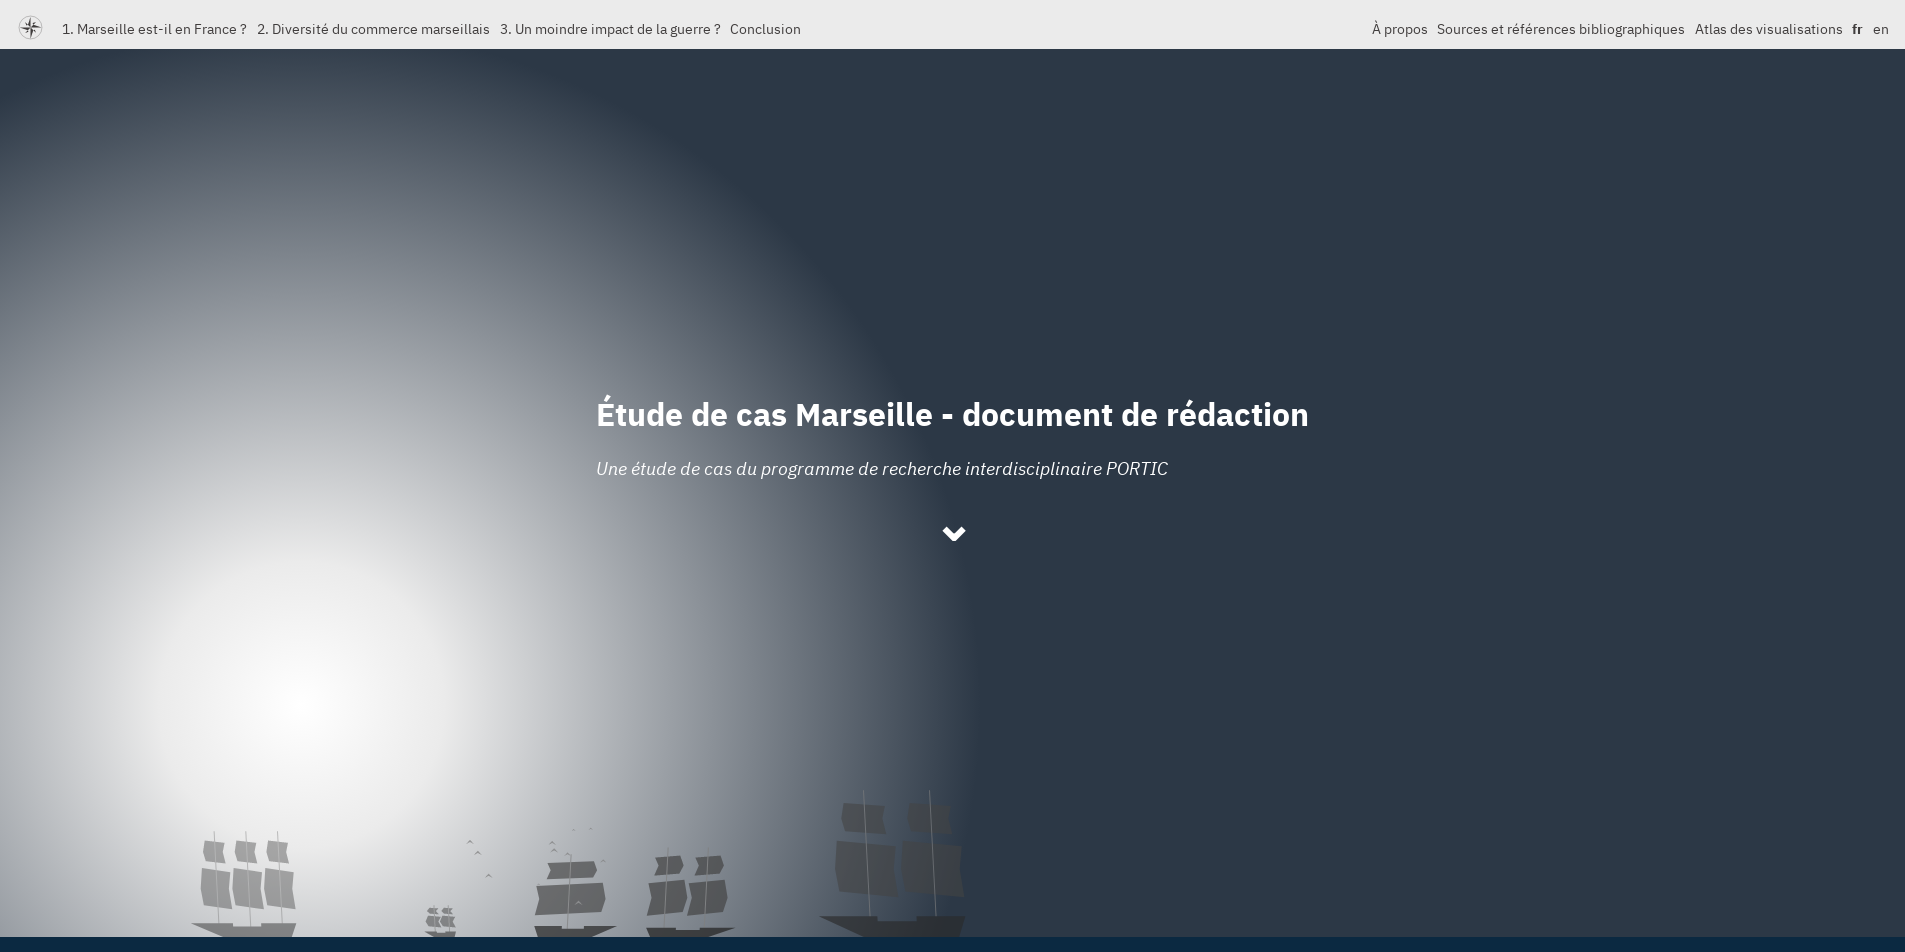 1. Marseille est-il en France ? 2. Diversité du commerce marseillais 3. Un moindre impact de la guerre ? Conclusion À propos Sources et références bibliographiques Atlas des visualisations fr en
Étude de cas Marseille - document de rédaction
Une étude de cas du programme de recherche interdisciplinaire PORTIC